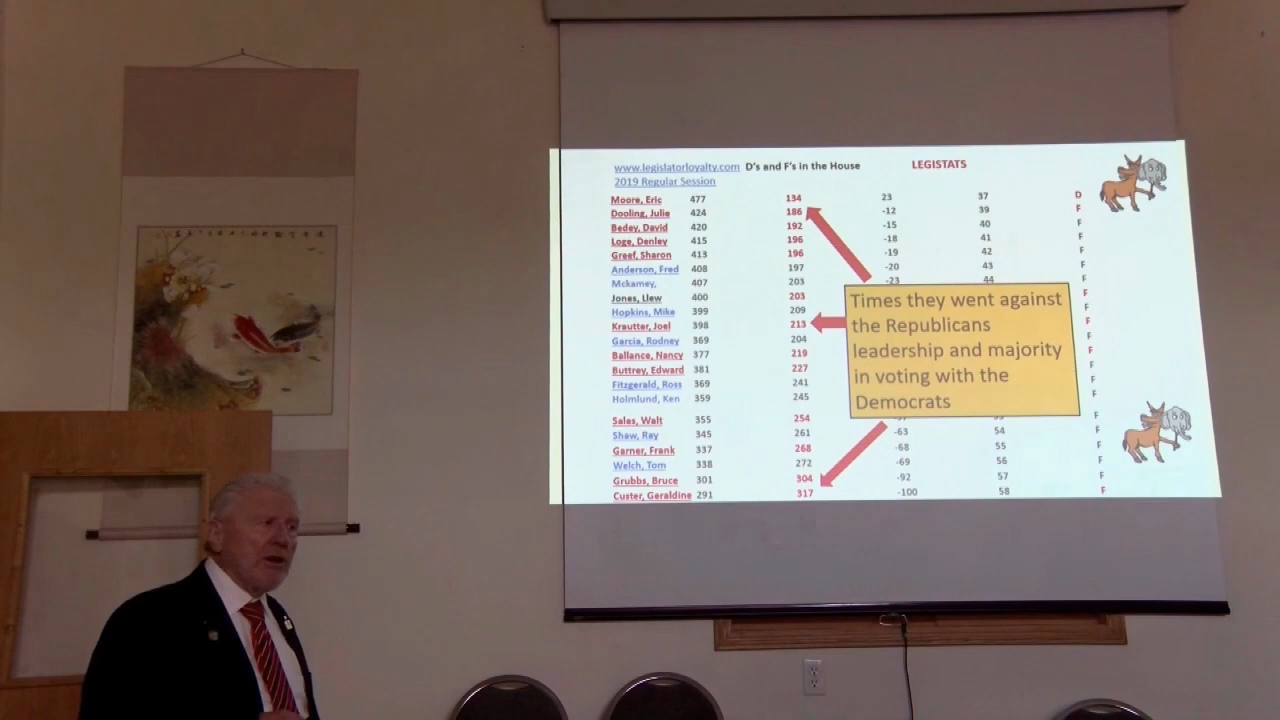 www.legislatorloyalty.com D's and F's in the House LEGISTATS
2019 Regular Session
Moore, Eric 477 134 23 37 D
Dooling, Julie 424 186 -12 39 F
Bedey, David 420 192 -15 40 F
Loge, Denley 415 196 -18 41 F
Greef, Sharon 413 196 -19 42 F
Anderson, Fred 408 197 -20 43 F
Mckamey, 407 203 -23 44 F
Jones, Llew 400 203 F
Hopkins, Mike 399 209 F
Krautter, Joel 398 213 F
Garcia, Rodney 369 204 F
Ballance, Nancy 377 219 F
Buttrey, Edward 381 227 F
Fitzgerald, Ross 369 241 F
Holmlund, Ken 359 245 F
Times they went against
the Republicans
leadership and majority
in voting with the
Democrats
Sales, Walt 355 254 F
Shaw, Ray 345 261 -63 54 F
Garner, Frank 337 268 -68 55 F
Welch, Tom 338 272 -69 56 F
Grubbs, Bruce 301 304 -92 57 F
Custer, Geraldine 291 317 -100 58 F